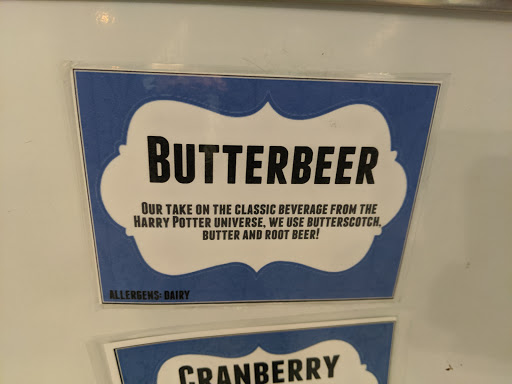 BUTTERBEER
OUR TAKE ON THE CLASSIC BEVERAGE FROM THE
HARRY POTTER UNIVERSE, WE USE BUTTERSCOTCH,
BUTTER AND ROOT BEER!
ALLERGENS: DAIRY
CRANBERRY